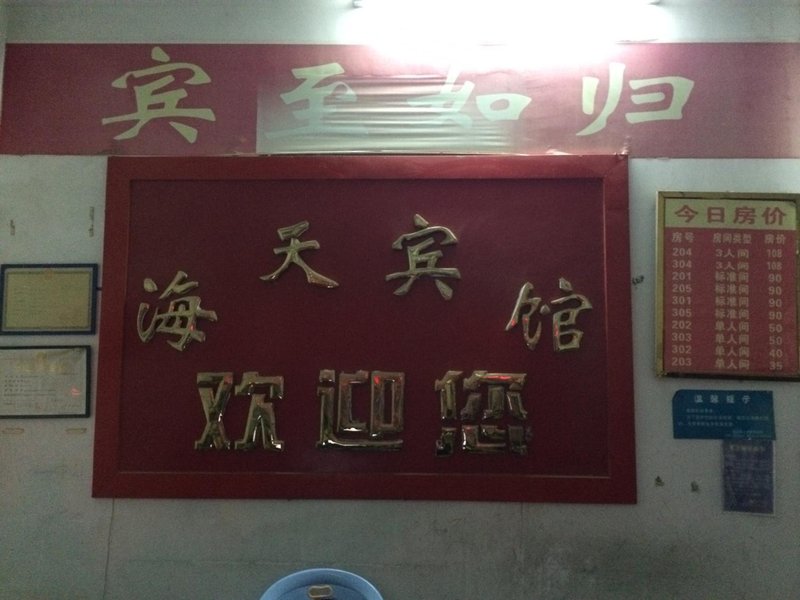 宾至如归
海天宾馆
欢迎您
今日房价
房号 房间类型 房价
204 3人间 108
304 3人间 108
201 标准间 90
205 标准间 90
301 标准间 90
305 标准间 90
202 单人间 50
303 单人间 50
302 单人间 40
203 单人间 35
温馨提示